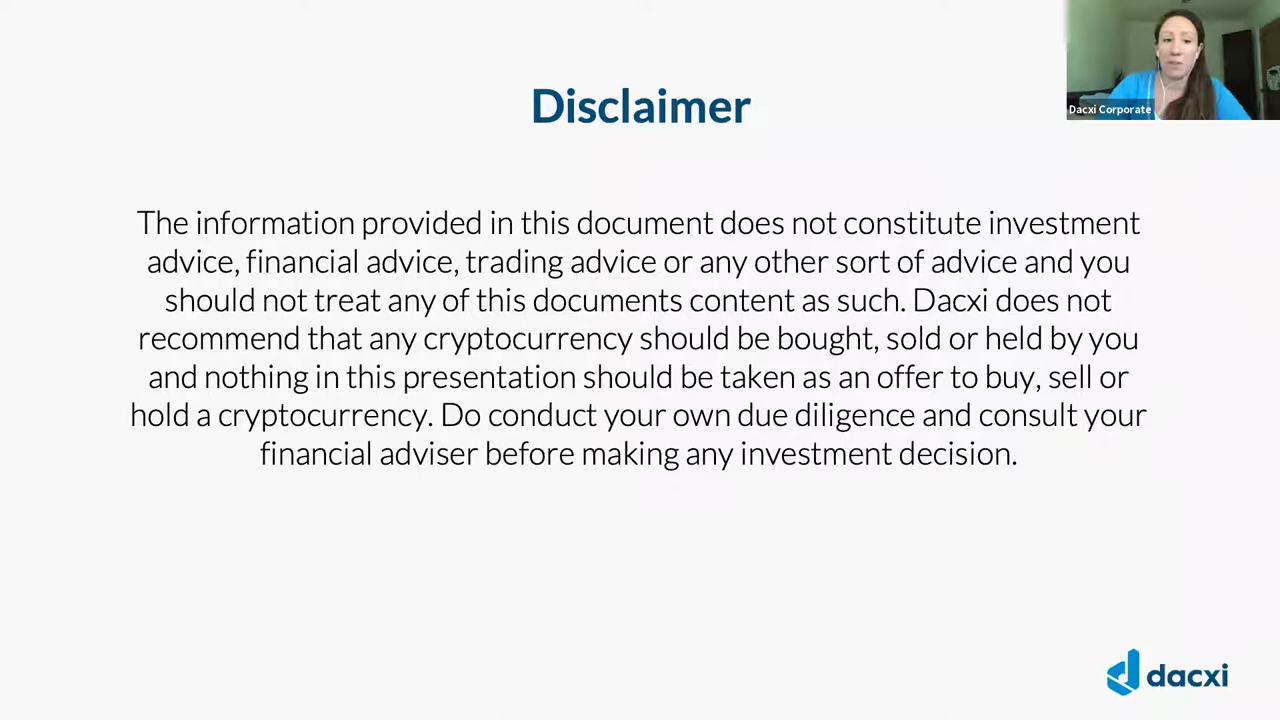 Disclaimer
Dacxi Corporate
The information provided in this document does not constitute investment
advice, financial advice, trading advice or any other sort of advice and you
should not treat any of this documents content as such. Dacxi does not
recommend that any cryptocurrency should be bought, sold or held by you
and nothing in this presentation should be taken as an offer to buy, sell or
hold a cryptocurrency. Do conduct your own due diligence and consult your
financial adviser before making any investment decision.
dacxi